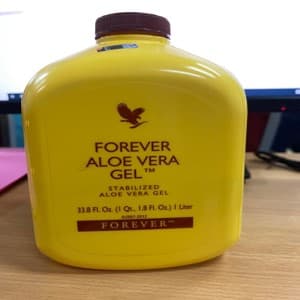 FOREVER
ALOE VERA
GEL™
STABILIZED
ALOE VERA GEL
33.8 Fl. Oz. (1 Qt., 1.8 Fl. Oz.) 1 Liter
FOREVER™